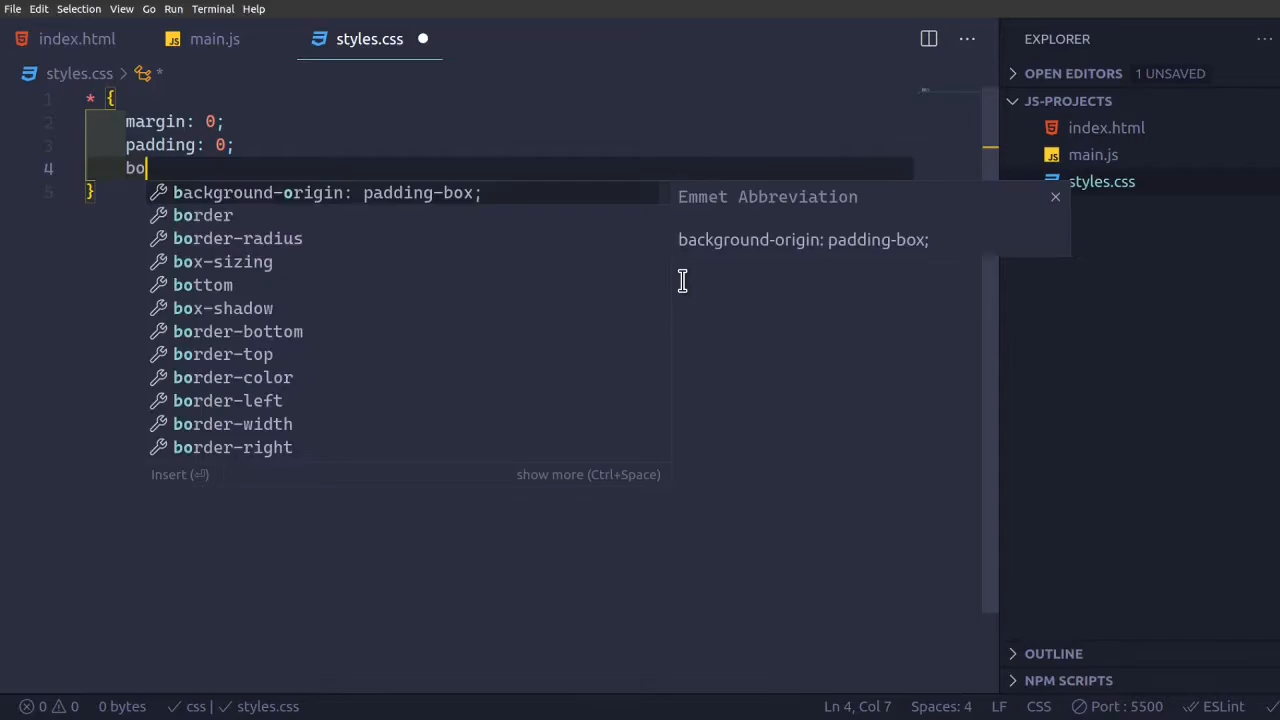 File Edit Selection View Go Run Terminal Help
index.html JS main.js styles.css EXPLORER
styles.css > *
OPEN EDITORS 1 UNSAVED
1 * {
JS-PROJECTS
2 margin: 0;
index.html
3 padding: 0;
JS main.js
4 bo
styles.css
5 }
background-origin: padding-box;
border
border-radius
box-sizing
bottom
box-shadow
border-bottom
border-top
border-color
border-left
border-width
border-right
Insert (⏎) show more (Ctrl+Space)
Emmet Abbreviation
background-origin: padding-box;
OUTLINE
NPM SCRIPTS
0 0 0 bytes css | styles.css Ln 4, Col 7 Spaces: 4 LF CSS Port : 5500 ESLint